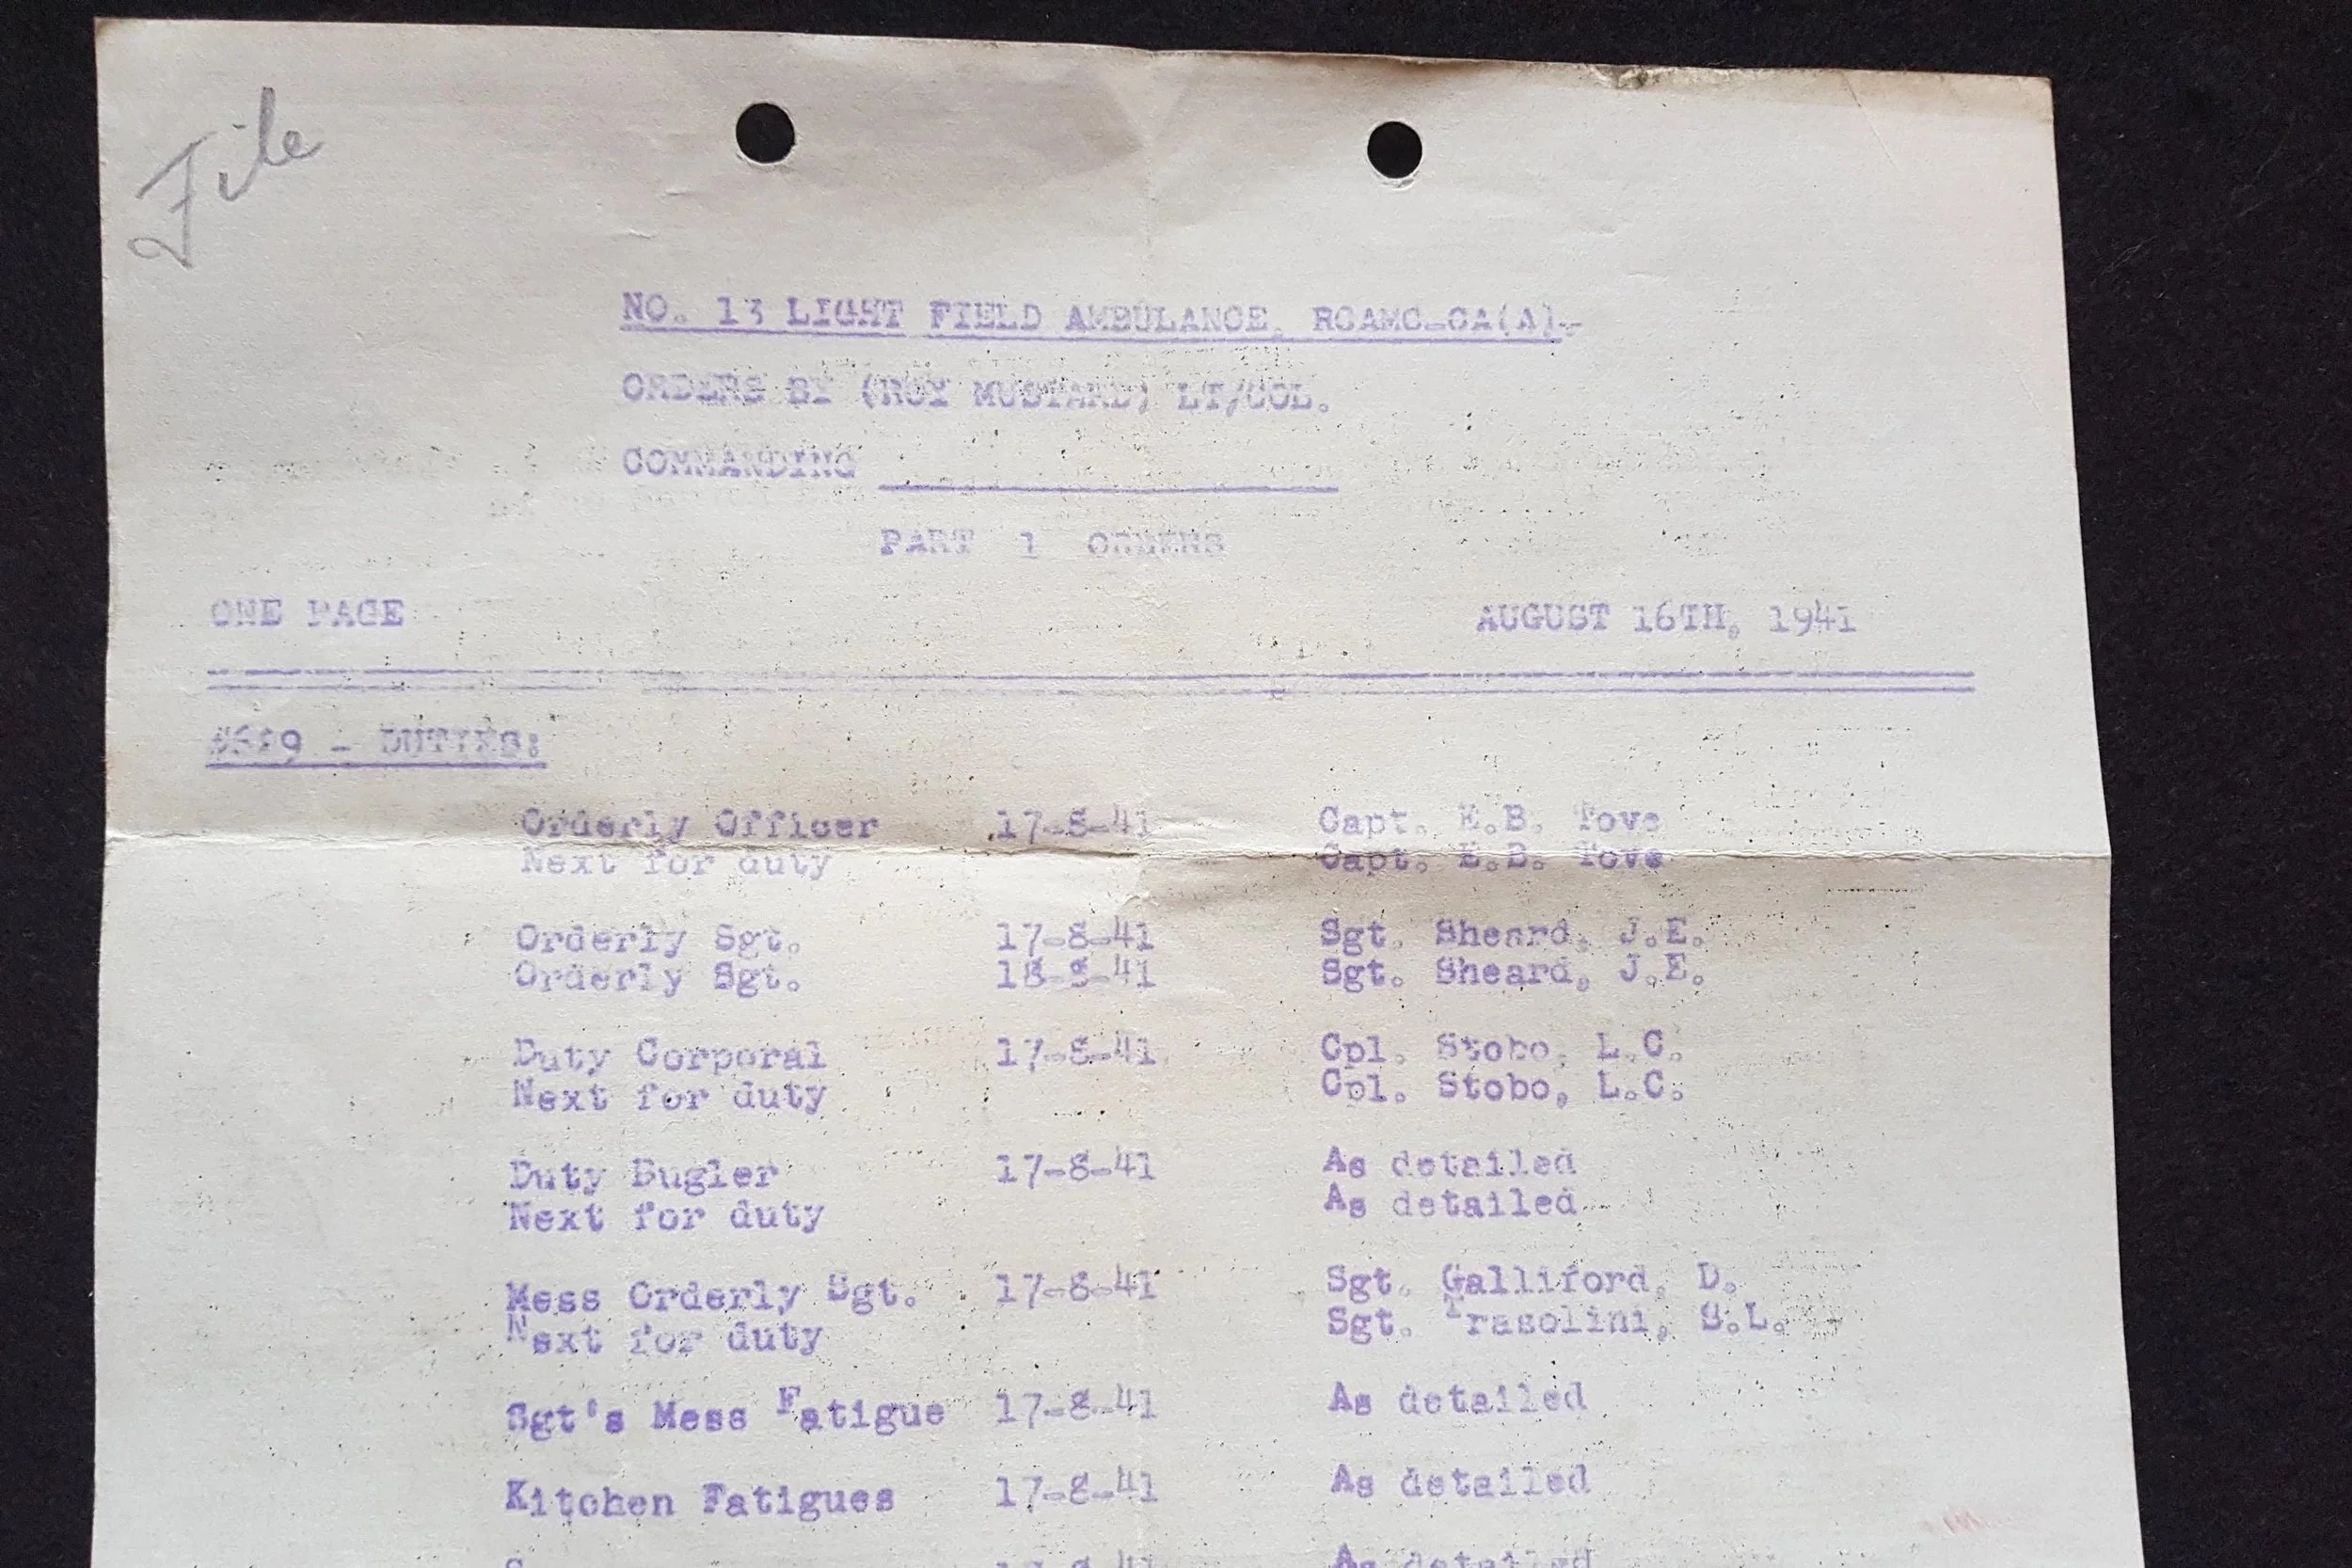 File
NO. 13 LIGHT FIELD AMBULANCE, RCAMC-CA(A)-
ORDERS BY (ROY MUSTARD) LT/COL.
COMMANDING
PART 1 ORDERS
ONE PAGE AUGUST 16TH, 1941
- DUTIES:
Orderly Officer 17-8-41 Capt. E.B. Tove
Next for duty Capt. E.B. Tove
Orderly Sgt. 17-8-41 Sgt. Sheard, J.E.
Orderly Sgt. 18-8-41 Sgt. Sheard, J.E.
Duty Corporal 17-8-41 Cpl. Stobo, L.C.
Next for duty Cpl. Stobo, L.C.
Duty Bugler 17-8-41 As detailed
Next for duty As detailed
Mess Orderly Sgt. 17-8-41 Sgt. Galliford, D.
Next for duty Sgt. Trasolini, S.L.
Sgt's Mess Fatigue 17-8-41 As detailed
Kitchen Fatigues 17-8-41 As detailed
As detailed